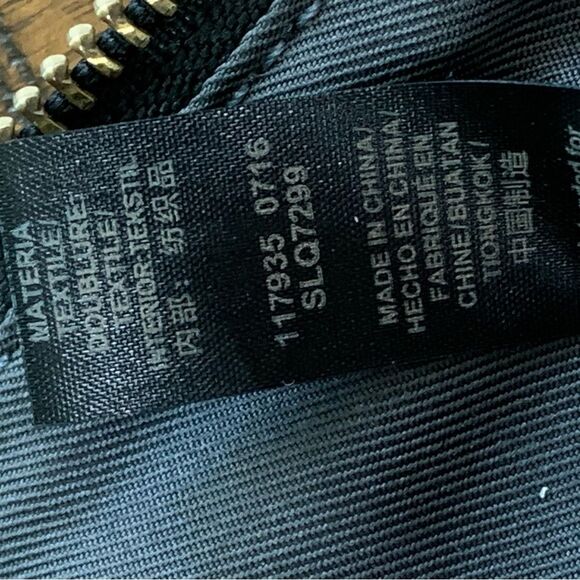 MATERIA
TEXTILE/
DOUBLURE:
TEXTILE/
INTERIOR:TEKSTIL
内部：纺织品
117935 0716
SLQ7299
MADE IN CHINA/
HECHO EN CHINA/
FABRIQUE EN
CHINE/BUATAN
TIONGKOK/
中国制造
for